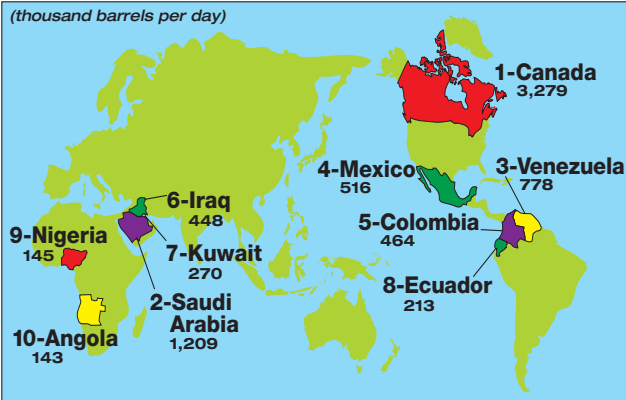 (thousand barrels per day)
1-Canada
3,279
4-Mexico
516
3-Venezuela
778
6-Iraq
448
5-Colombia
464
9-Nigeria
145
7-Kuwait
270
8-Ecuador
213
2-Saudi
Arabia
1,209
10-Angola
143